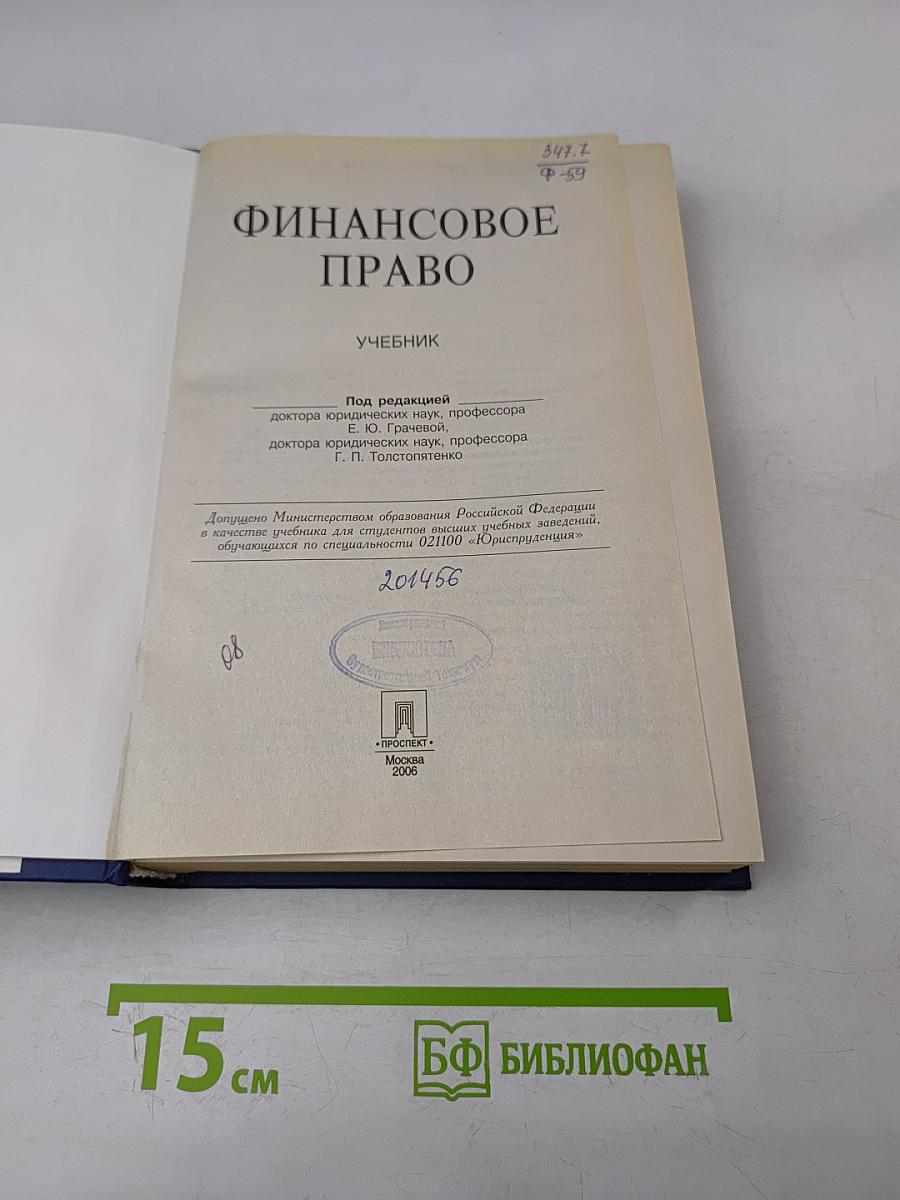 347.7
Ф-59
ФИНАНСОВОЕ
ПРАВО
УЧЕБНИК
Под редакцией
доктора юридических наук, профессора
Е. Ю. Грачевой,
доктора юридических наук, профессора
Г. П. Толстопятенко
Допущено Министерством образования Российской Федерации
в качестве учебника для студентов высших учебных заведений,
обучающихся по специальности 021100 «Юриспруденция»
201456
БИБЛИОТЕКА
08
• ПРОСПЕКТ •
Москва
2006
15 см
БФ БИБЛИОФАН